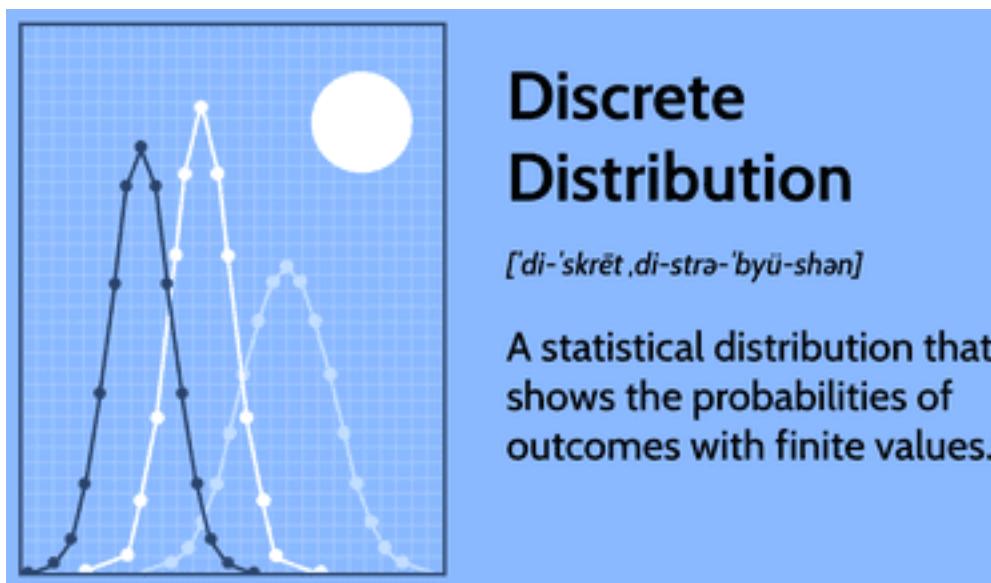 Discrete
Distribution
[ˈdi-ˈskrēt ˌdi-strə-ˈbyü-shən]
A statistical distribution that
shows the probabilities of
outcomes with finite values.